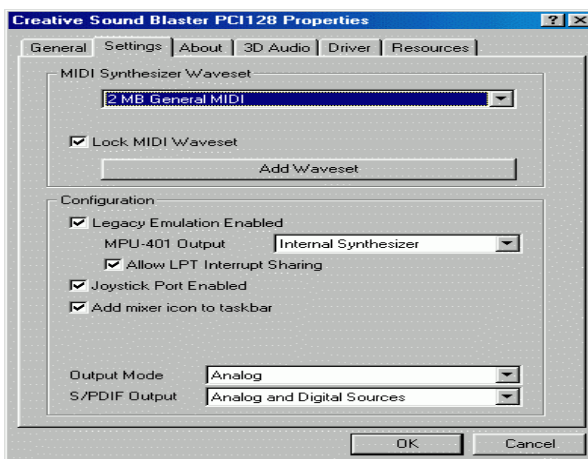 Creative Sound Blaster PCI128 Properties
General Settings About 3D Audio Driver Resources
MIDI Synthesizer Waveset
2 MB General MIDI
Lock MIDI Waveset
Add Waveset
Configuration
Legacy Emulation Enabled
MPU-401 Output Internal Synthesizer
Allow LPT Interrupt Sharing
Joystick Port Enabled
Add mixer icon to taskbar
Output Mode Analog
S/PDIF Output Analog and Digital Sources
OK Cancel